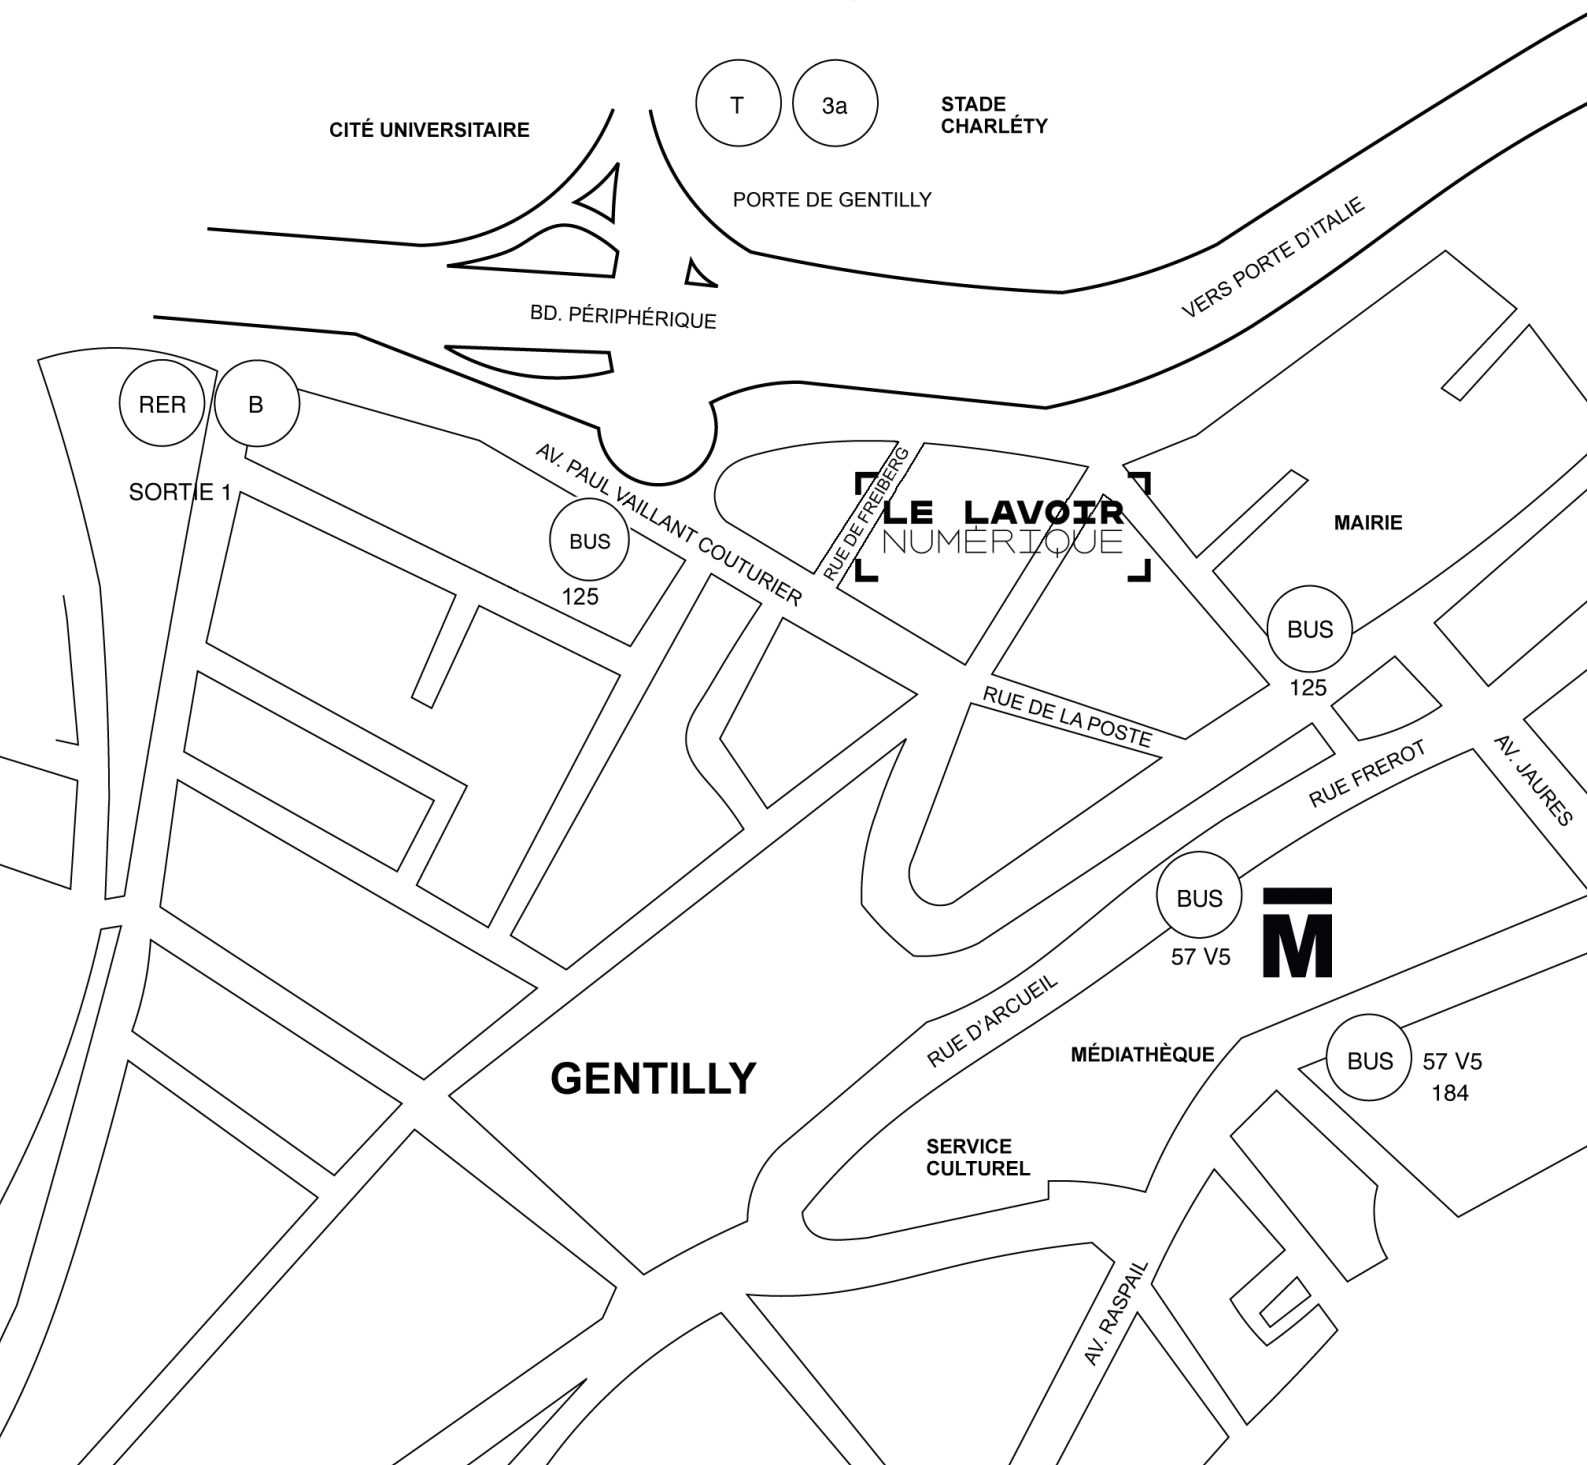 T
3a
STADE
CHARLÉTY
CITÉ UNIVERSITAIRE
PORTE DE GENTILLY
VERS PORTE D'ITALIE
BD. PÉRIPHÉRIQUE
RER
B
SORTIE 1
AV. PAUL VAILLANT COUTURIER
BUS
125
RUE DE FREIBERG
LE LAVOIR
NUMÉRIQUE
MAIRIE
BUS
125
RUE DE LA POSTE
RUE FREROT
AV. JAURES
BUS
57 V5
M
RUE D'ARCUEIL
MÉDIATHÈQUE
BUS
57 V5
184
GENTILLY
SERVICE
CULTUREL
AV. RASPAIL